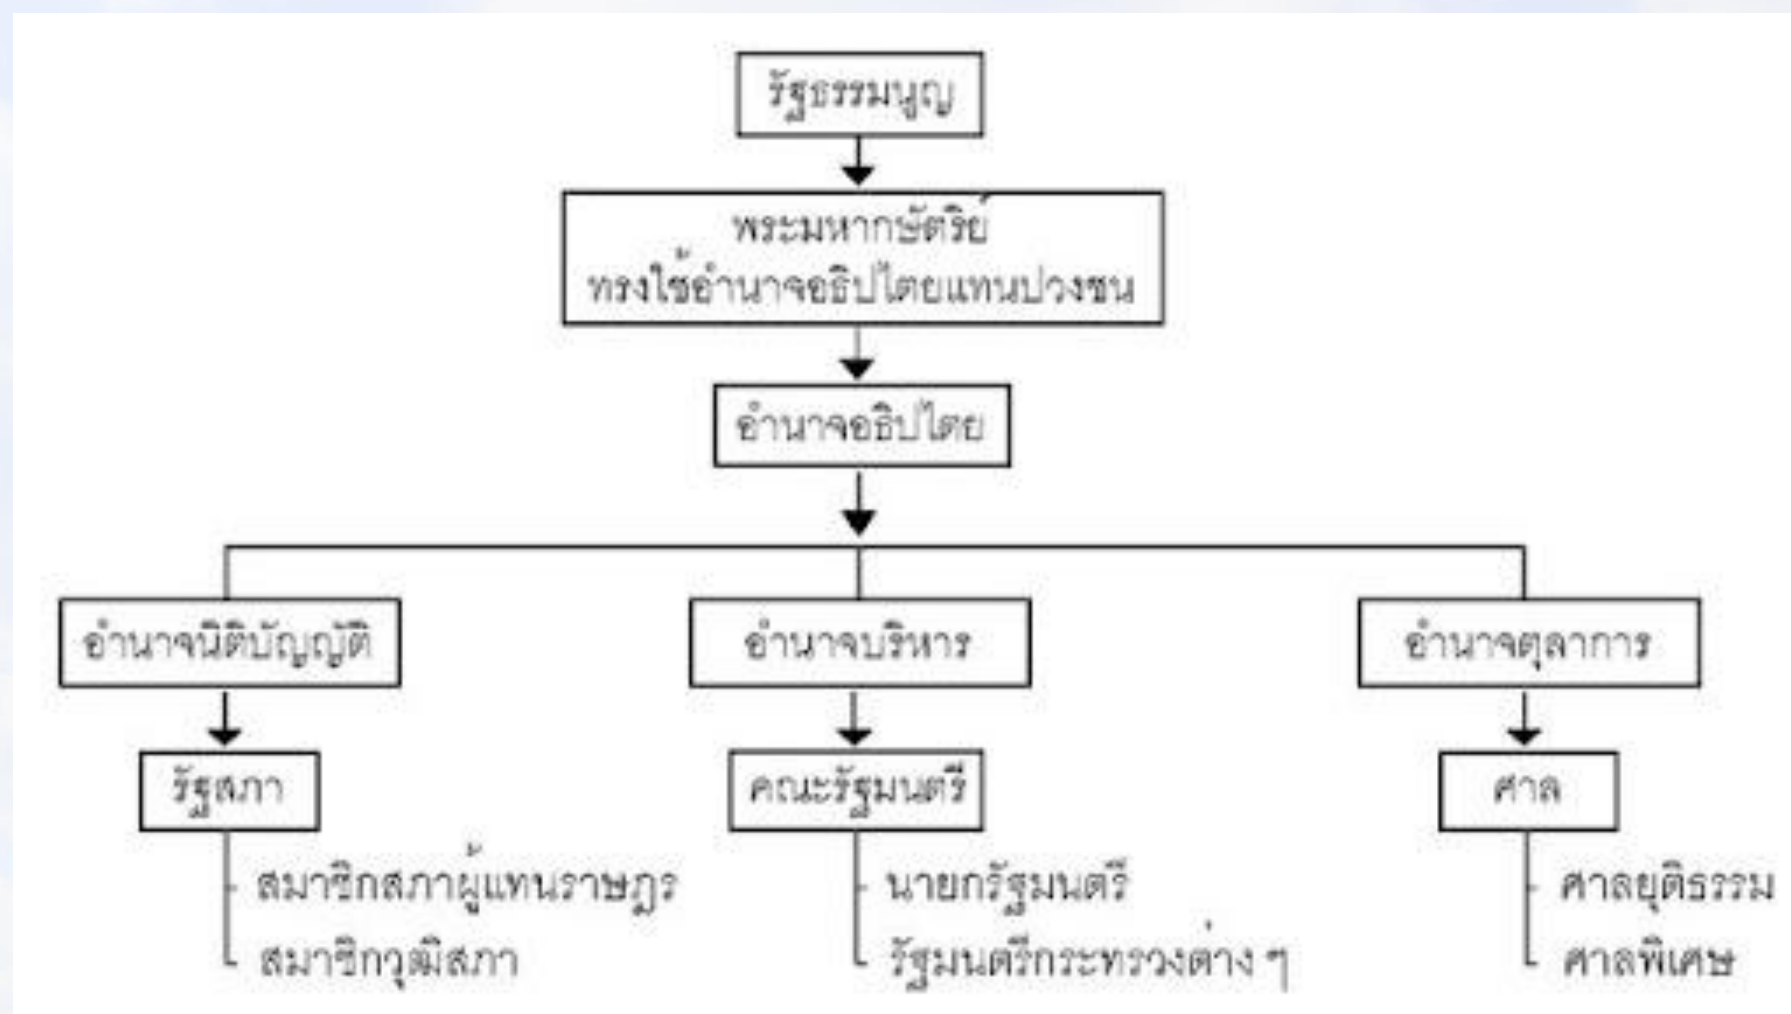 รัฐธรรมนูญ
พระมหากษัตริย์
ทรงใช้อำนาจอธิปไตยแทนปวงชน
อำนาจอธิปไตย
อำนาจนิติบัญญัติ
อำนาจบริหาร
อำนาจตุลาการ
รัฐสภา
คณะรัฐมนตรี
ศาล
สมาชิกสภาผู้แทนราษฎร
นายกรัฐมนตรี
ศาลยุติธรรม
สมาชิกวุฒิสภา
รัฐมนตรีกระทรวงต่าง ๆ
ศาลพิเศษ